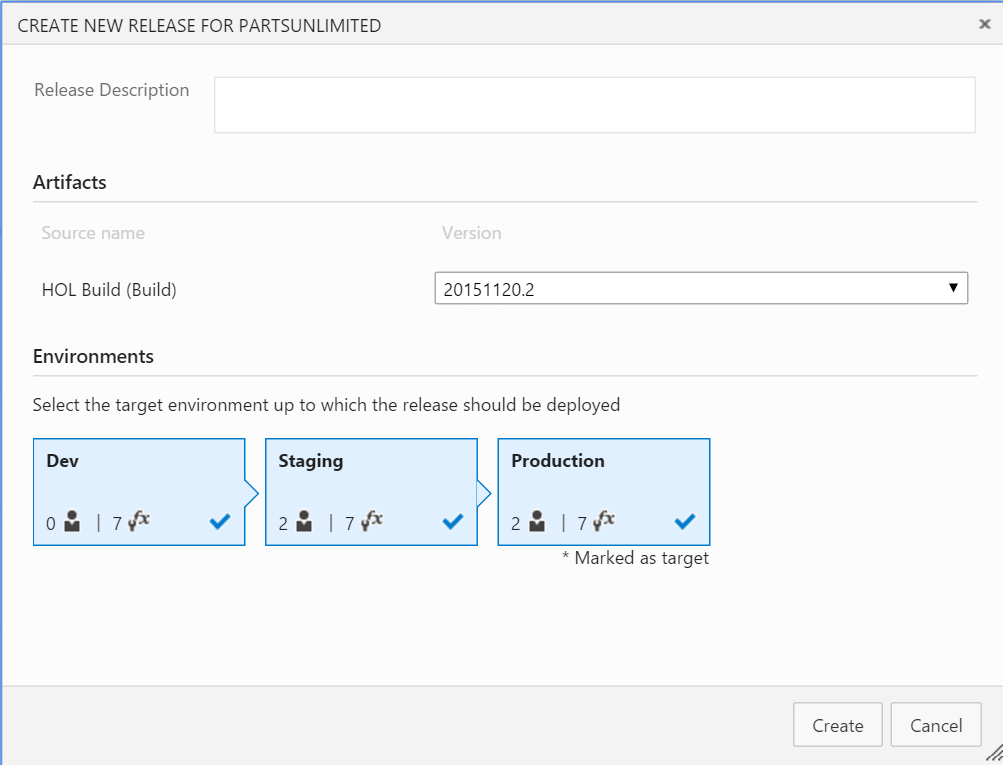 CREATE NEW RELEASE FOR PARTSUNLIMITED
Release Description
Artifacts
Source name Version
HOL Build (Build) 20151120.2
Environments
Select the target environment up to which the release should be deployed
Dev Staging Production
0 | 7 fx 2 | 7 fx 2 | 7 fx
* Marked as target
Create Cancel